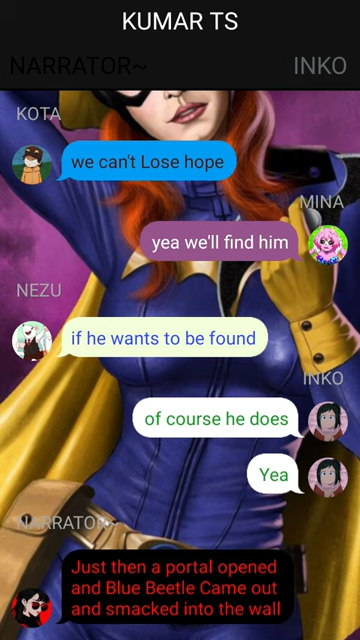 KUMAR TS
NARRATOR~
INKO
KOTA
we can't Lose hope
MINA
yea we'll find him
NEZU
if he wants to be found
INKO
of course he does
Yea
NARRATOR~
Just then a portal opened
and Blue Beetle Came out
and smacked into the wall